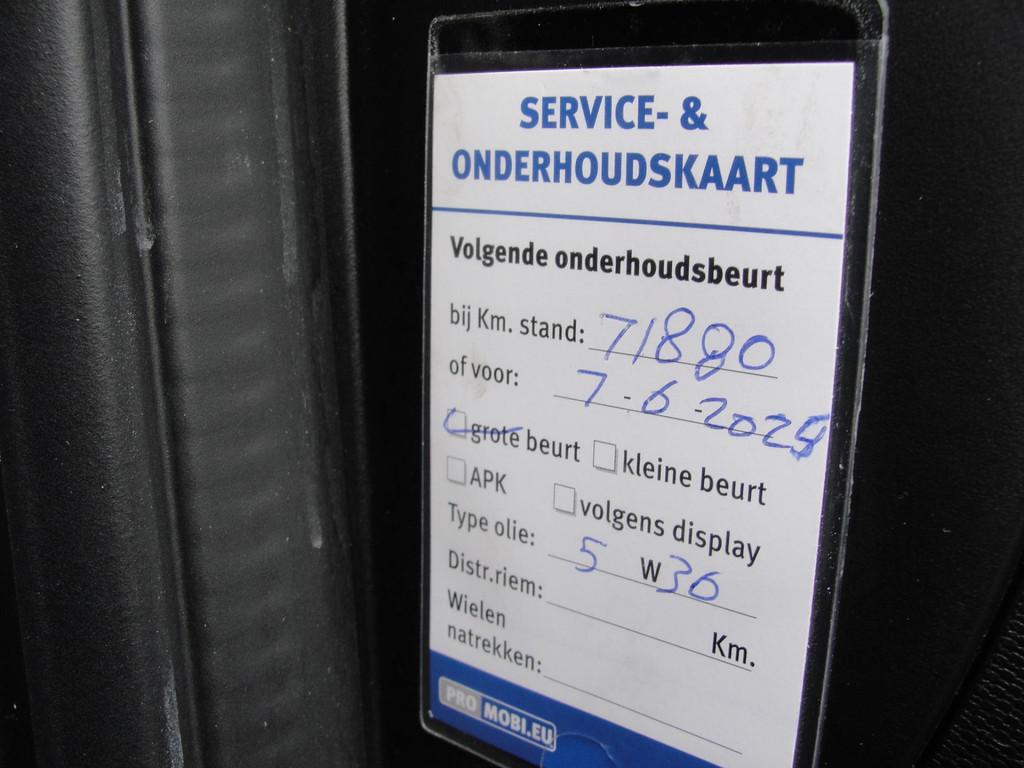 SERVICE- &
ONDERHOUDSKAART
Volgende onderhoudsbeurt
bij Km. stand: 71880
of voor: 7-6-2025
grote beurt kleine beurt
APK volgens display
Type olie: 5 W 30
Distr.riem: Km.
Wielen
natrekken:
PRO MOBI.EU